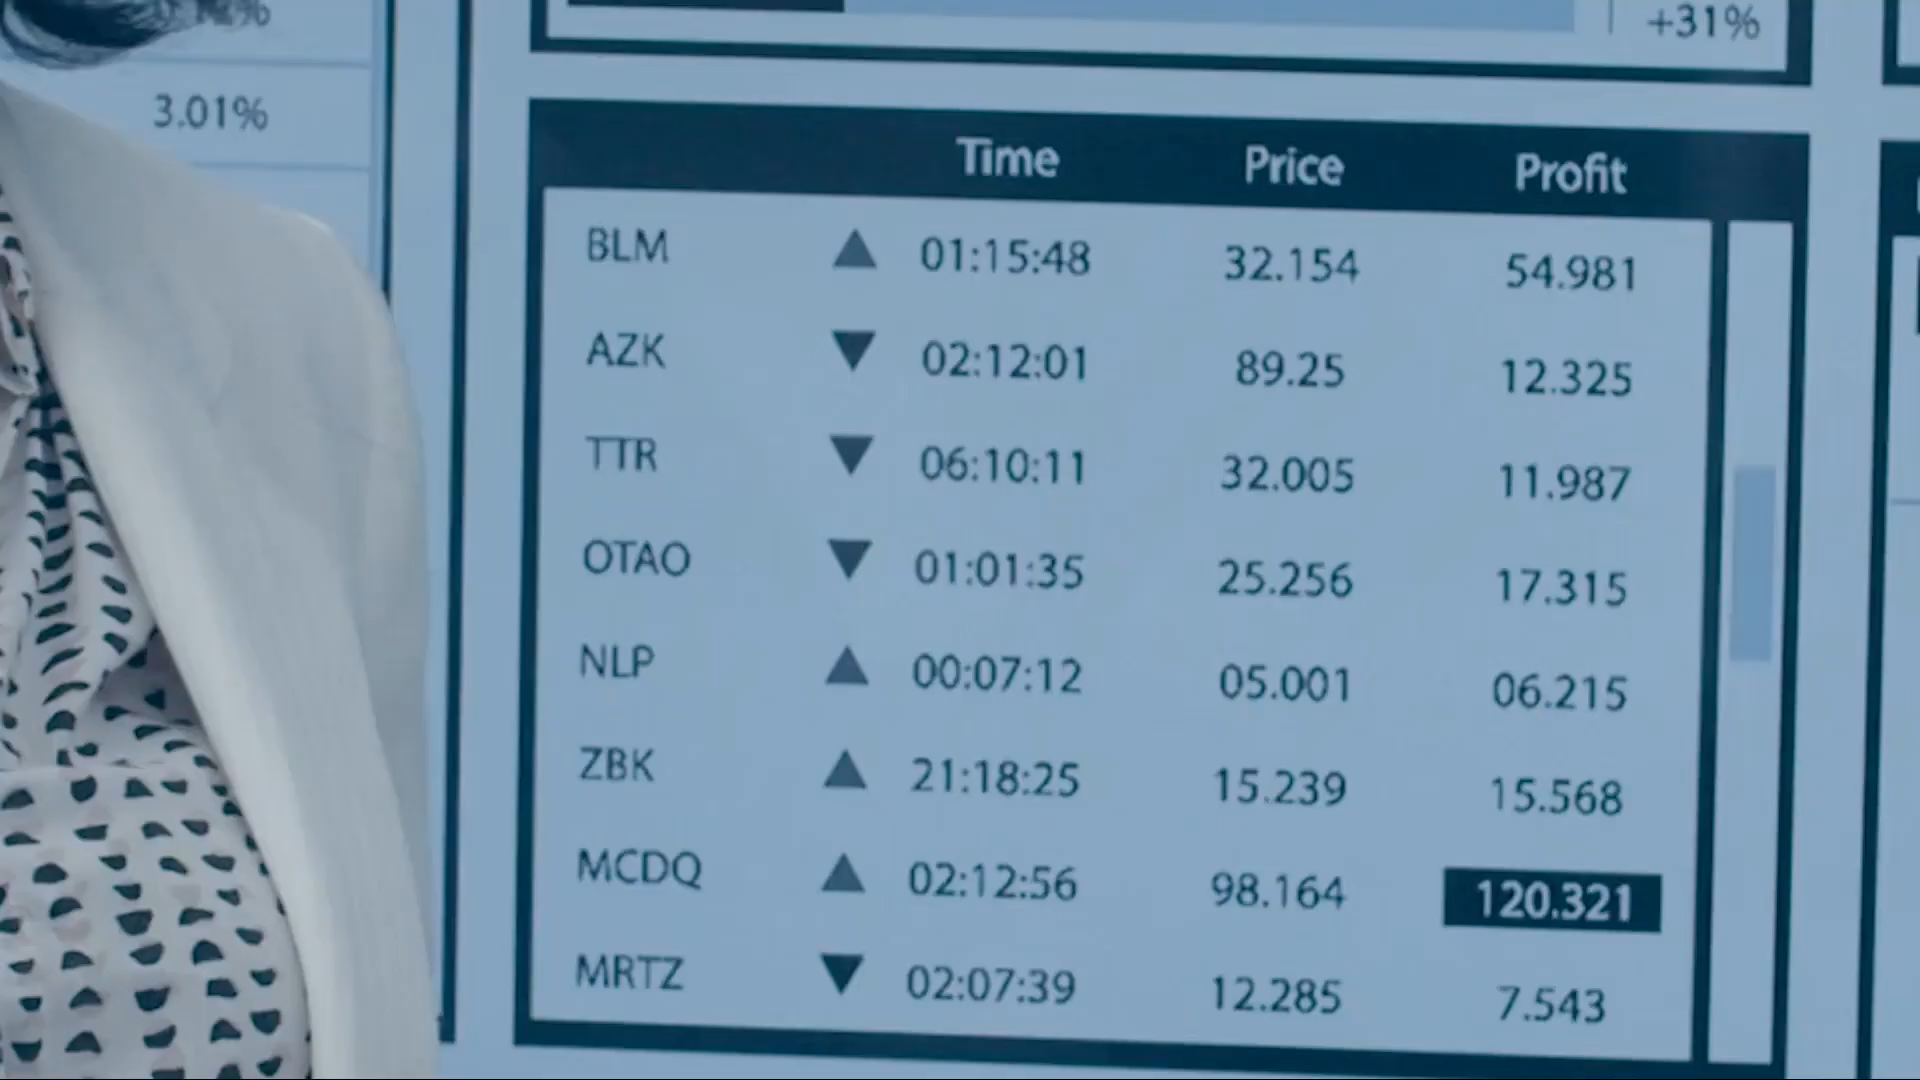 +31%
3.01%
Time Price Profit
BLM ▲ 01:15:48 32.154 54.981
AZK ▼ 02:12:01 89.25 12.325
TTR ▼ 06:10:11 32.005 11.987
OTAO ▼ 01:01:35 25.256 17.315
NLP ▲ 00:07:12 05.001 06.215
ZBK ▲ 21:18:25 15.239 15.568
MCDQ ▲ 02:12:56 98.164 120.321
MRTZ ▼ 02:07:39 12.285 7.543